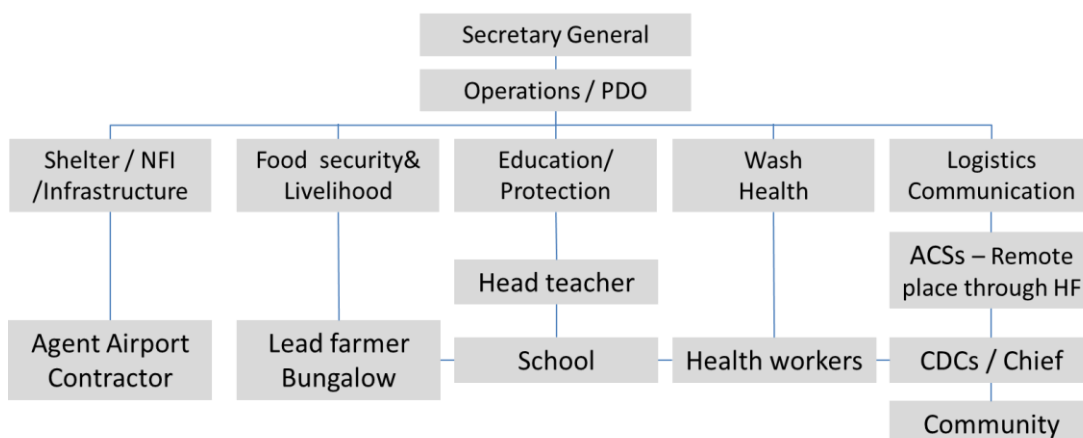 Secretary General
Operations / PDO
Shelter / NFI
/Infrastructure
Food  security&
Livelihood
Education/
Protection
Wash
Health
Logistics
Communication
Head teacher
ACSs – Remote
place through HF
Agent Airport
Contractor
Lead farmer
Bungalow
School
Health workers
CDCs / Chief
Community